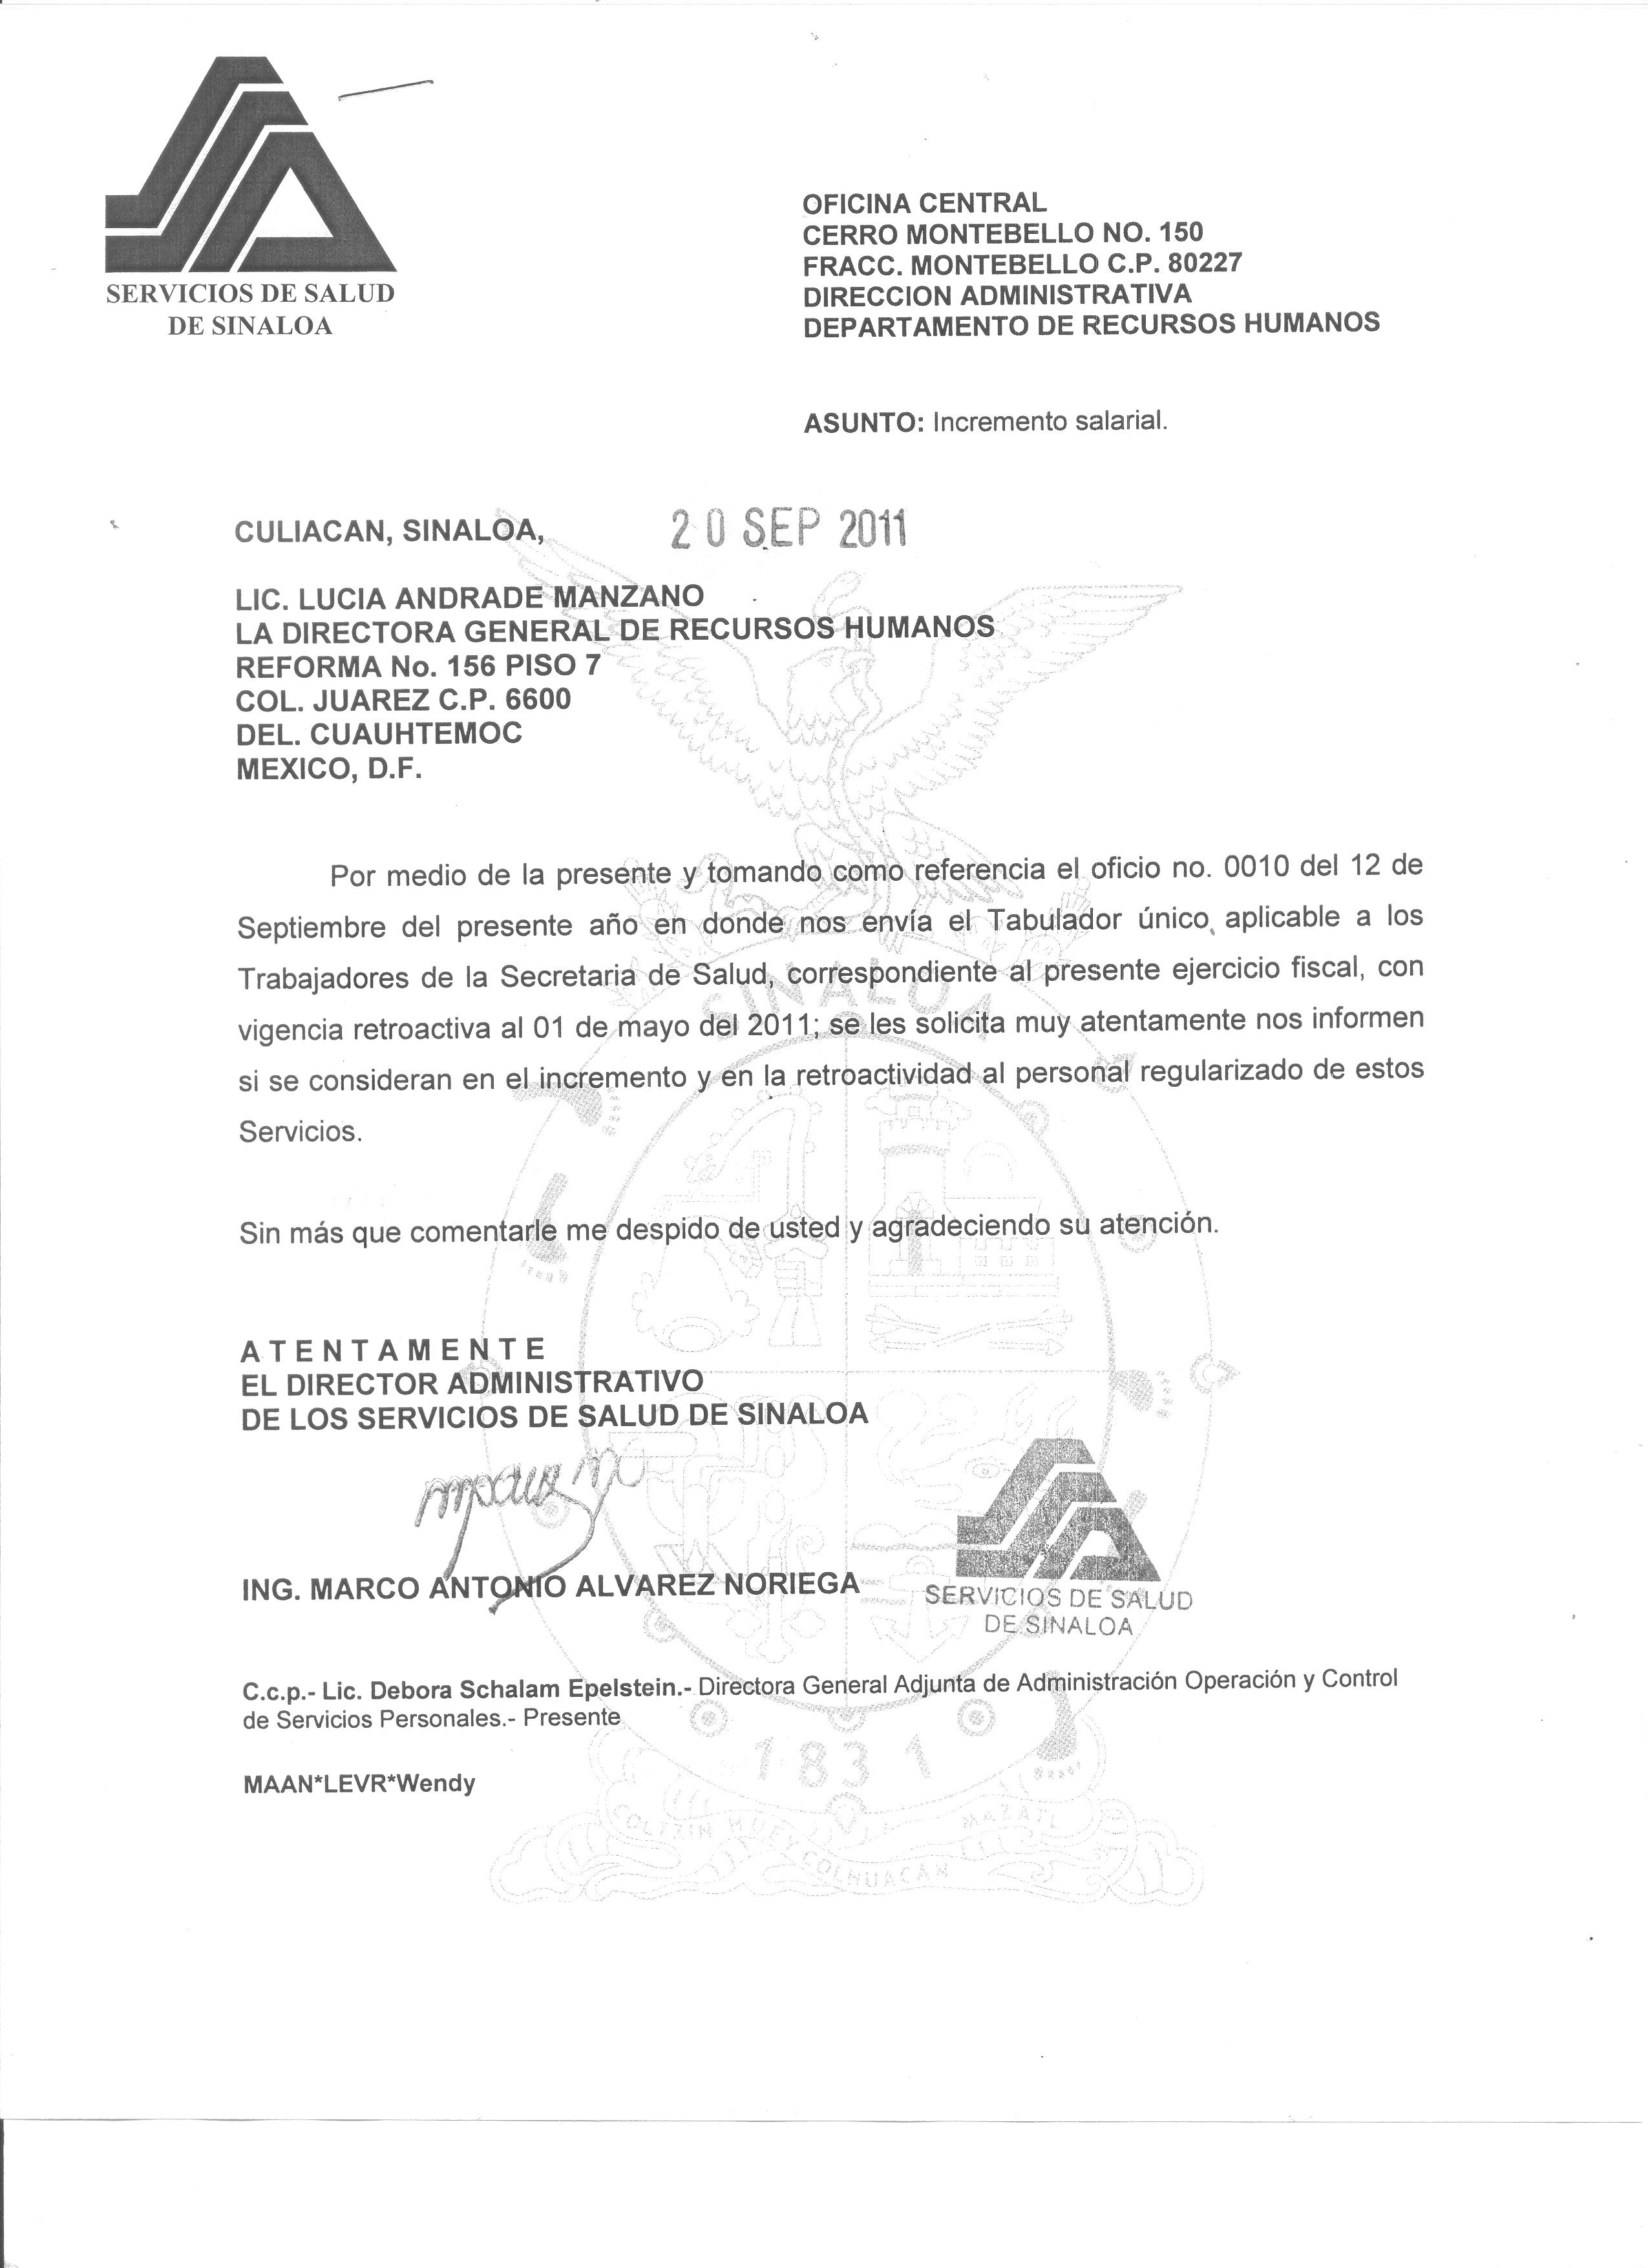 SERVICIOS DE SALUD
DE SINALOA
OFICINA CENTRAL
CERRO MONTEBELLO NO. 150
FRACC. MONTEBELLO C.P. 80227
DIRECCION ADMINISTRATIVA
DEPARTAMENTO DE RECURSOS HUMANOS
ASUNTO: Incremento salarial.
CULIACAN, SINALOA, 20 SEP 2011
LIC. LUCIA ANDRADE MANZANO
LA DIRECTORA GENERAL DE RECURSOS HUMANOS
REFORMA No. 156 PISO 7
COL. JUAREZ C.P. 6600
DEL. CUAUHTEMOC
MEXICO, D.F.
Por medio de la presente y tomando como referencia el oficio no. 0010 del 12 de
Septiembre del presente año en donde nos envía el Tabulador único aplicable a los
Trabajadores de la Secretaria de Salud, correspondiente al presente ejercicio fiscal, con
vigencia retroactiva al 01 de mayo del 2011; se les solicita muy atentamente nos informen
si se consideran en el incremento y en la retroactividad al personal regularizado de estos
Servicios.
Sin más que comentarle me despido de usted y agradeciendo su atención.
A T E N T A M E N T E
EL DIRECTOR ADMINISTRATIVO
DE LOS SERVICIOS DE SALUD DE SINALOA
ING. MARCO ANTONIO ALVAREZ NORIEGA
SERVICIOS DE SALUD
DE SINALOA
C.c.p.- Lic. Debora Schalam Epelstein.- Directora General Adjunta de Administración Operación y Control
de Servicios Personales.- Presente
MAAN*LEVR*Wendy
SINALOA
1831
COLTZIN HUEY COLHUACAN MAZATL